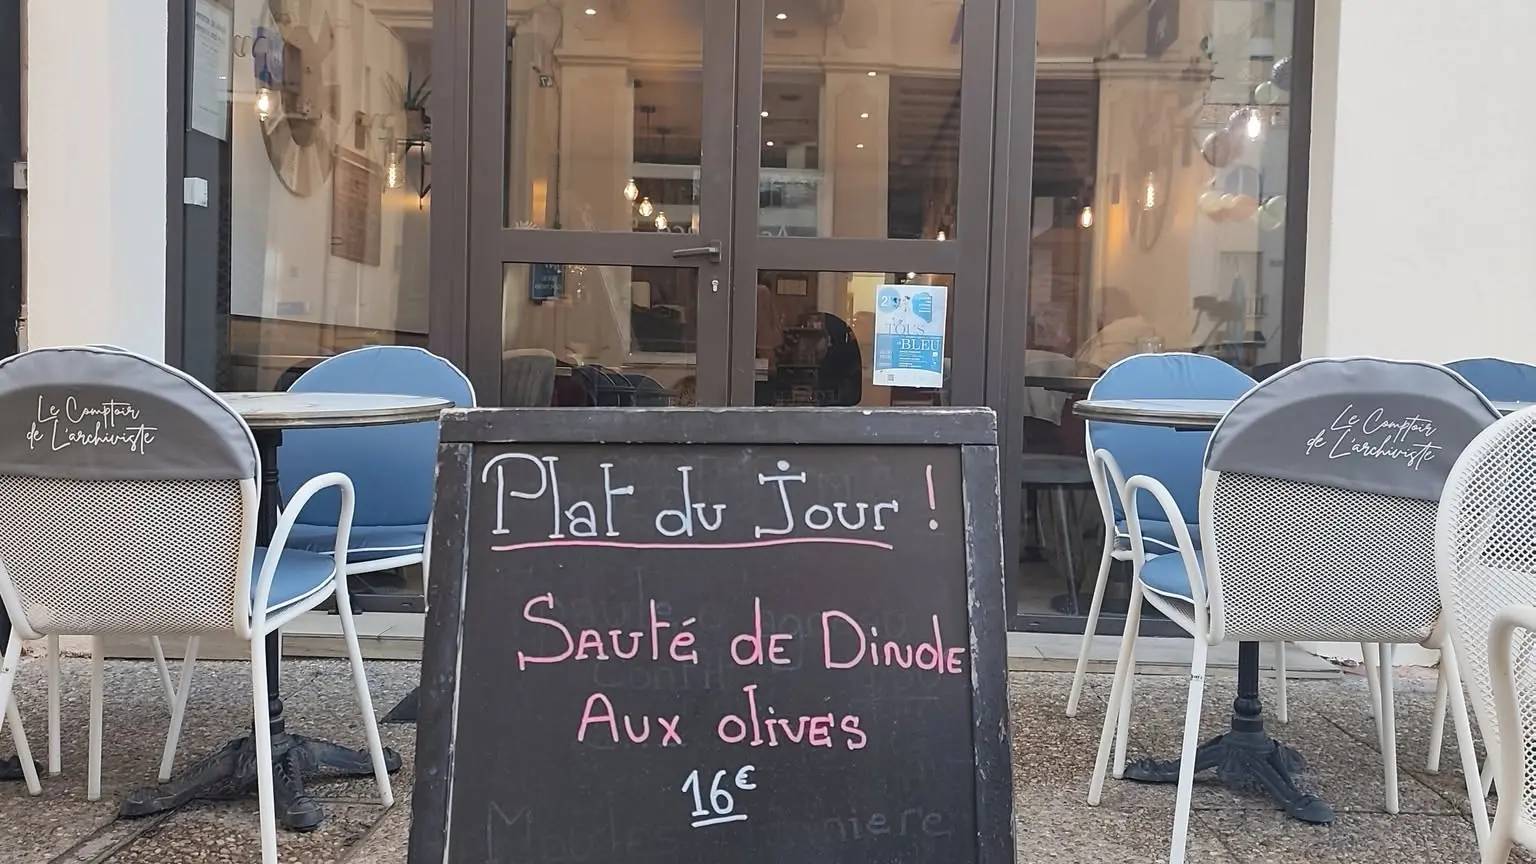 TOUS
BLEU
Le Comptoir
de L'archiviste
Le Comptoir
de L'archiviste
Plat du Jour !
Sauté de Dinde
Aux olives
16€